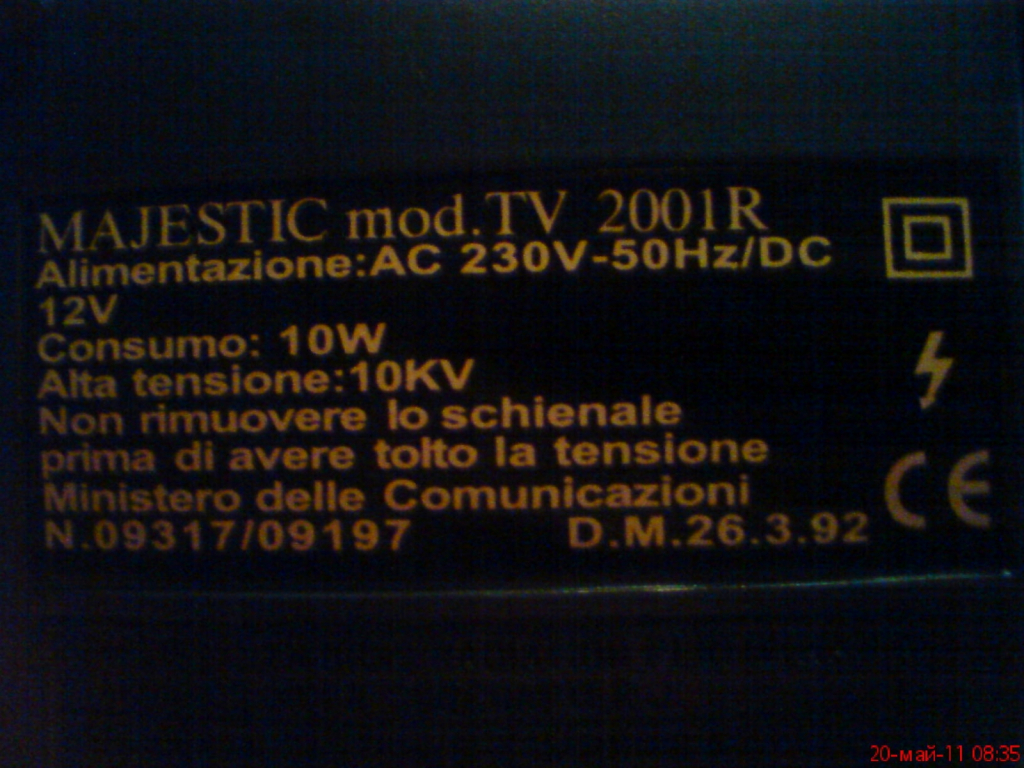 MAJESTIC mod.TV 2001R
Alimentazione:AC 230V-50Hz/DC
12V
Consumo: 10W
Alta tensione:10KV
Non rimuovere lo schienale
prima di avere tolto la tensione
Ministero delle Comunicazioni
N.09317/09197 D.M.26.3.92
CE
20-май-11 08:35